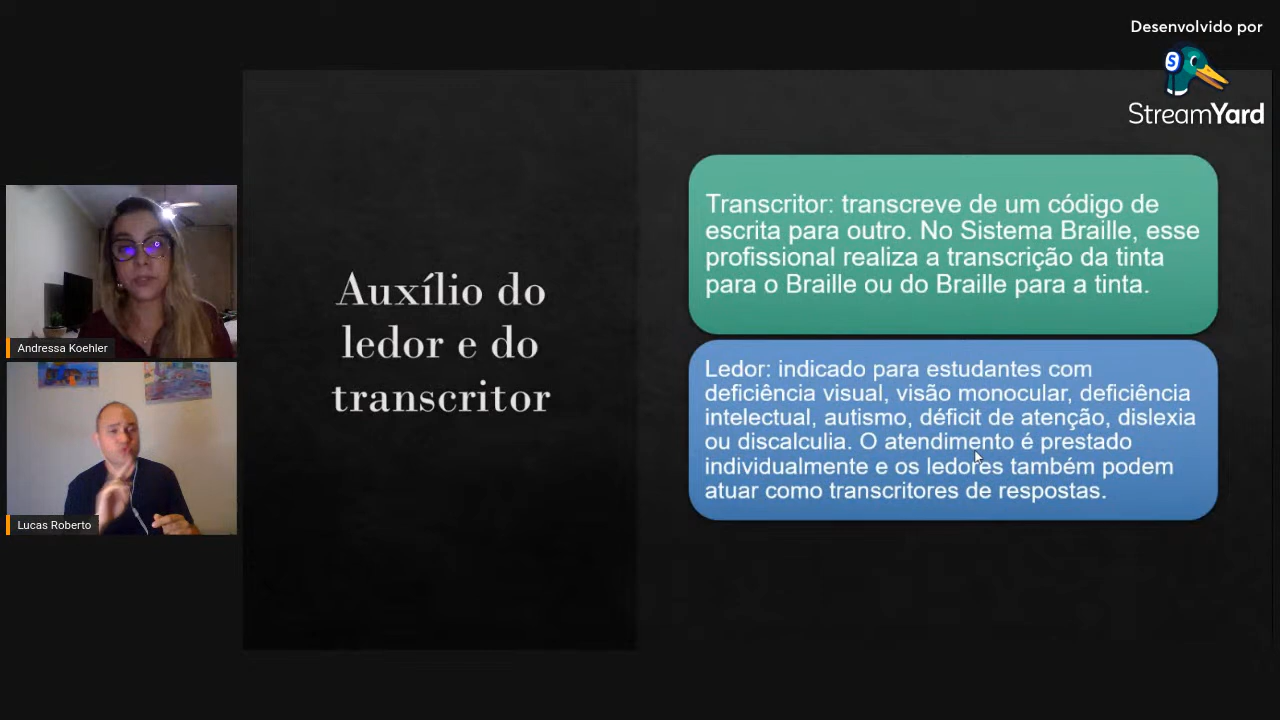 Desenvolvido por
S
StreamYard
Auxílio do
ledor e do
transcritor
Transcritor: transcreve de um código de
escrita para outro. No Sistema Braille, esse
profissional realiza a transcrição da tinta
para o Braille ou do Braille para a tinta.
Ledor: indicado para estudantes com
deficiência visual, visão monocular, deficiência
intelectual, autismo, déficit de atenção, dislexia
ou discalculia. O atendimento é prestado
individualmente e os ledores também podem
atuar como transcritores de respostas.
Andressa Koehler
Lucas Roberto